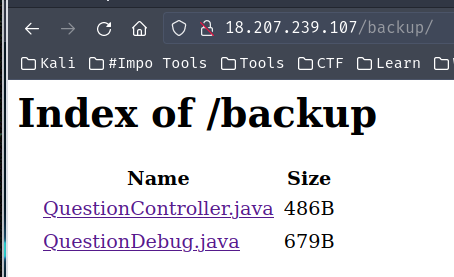 18.207.239.107/backup/
Kali #Impo Tools Tools CTF Learn
Index of /backup
Name Size
QuestionController.java 486B
QuestionDebug.java 679B